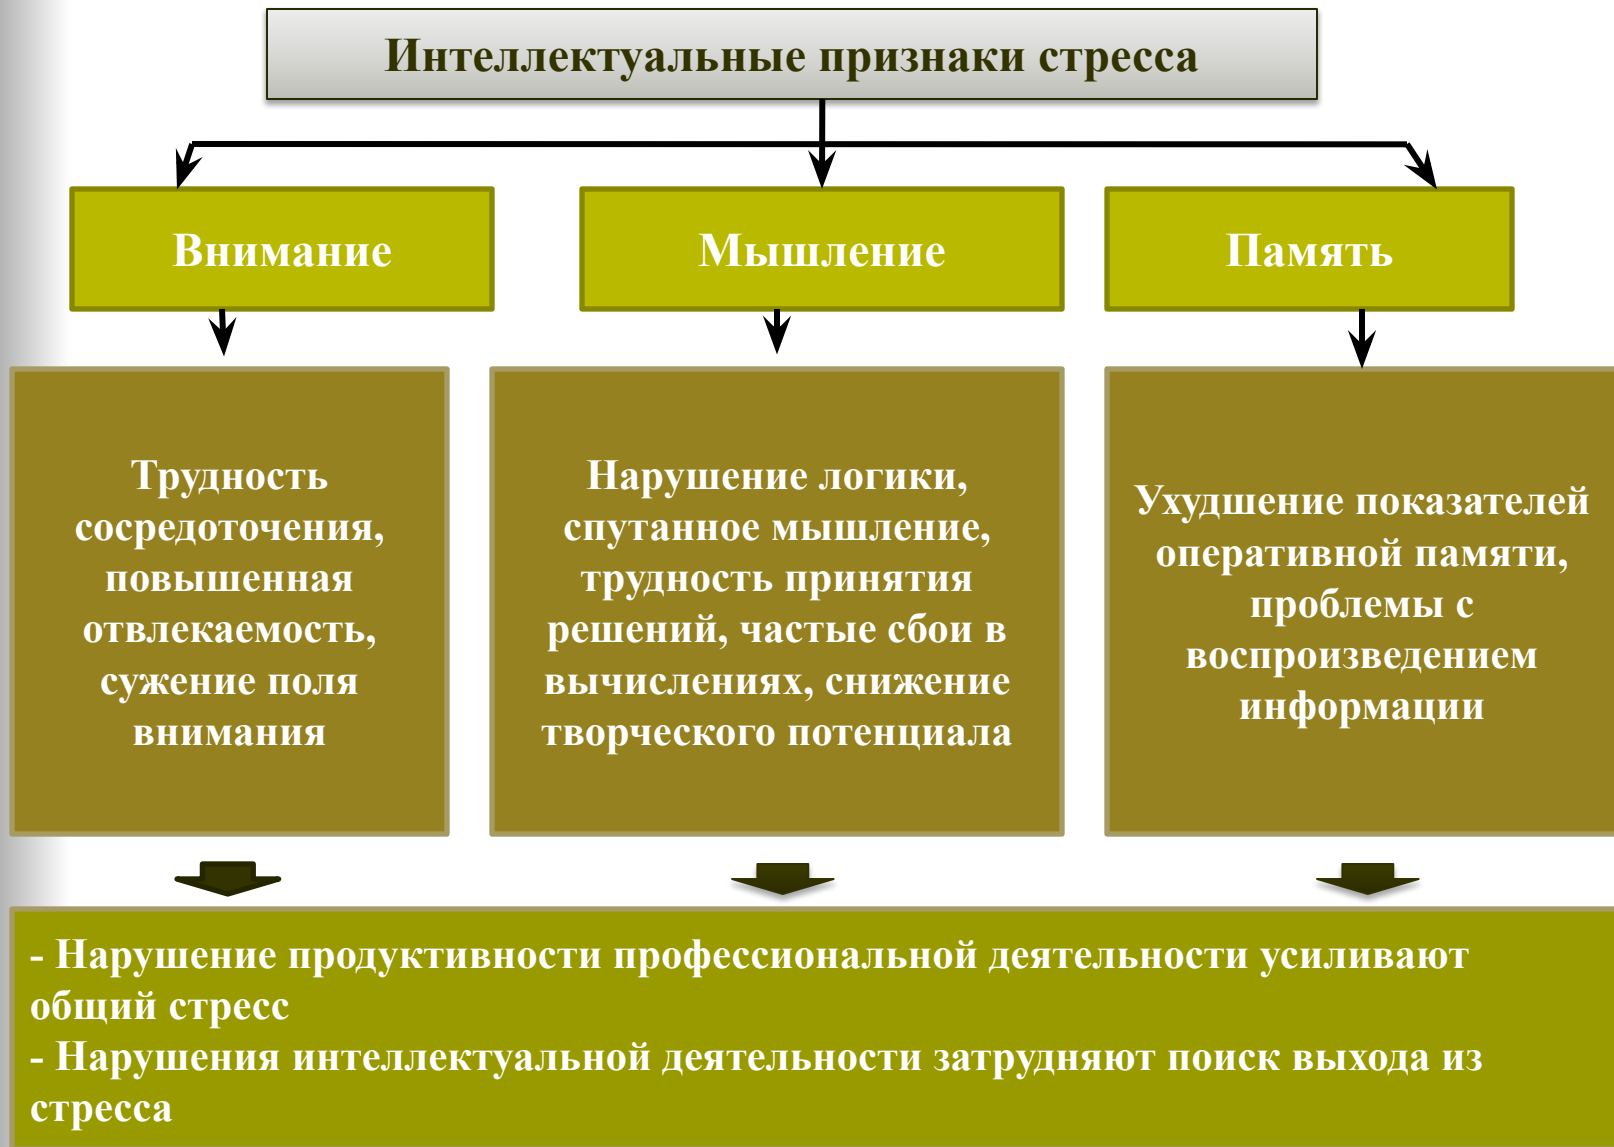 Интеллектуальные признаки стресса
Внимание
Мышление
Память
Трудность
сосредоточения,
повышенная
отвлекаемость,
сужение поля
внимания
Нарушение логики,
спутанное мышление,
трудность принятия
решений, частые сбои в
вычислениях, снижение
творческого потенциала
Ухудшение показателей
оперативной памяти,
проблемы с
воспроизведением
информации
- Нарушение продуктивности профессиональной деятельности усиливают
общий стресс
- Нарушения интеллектуальной деятельности затрудняют поиск выхода из
стресса